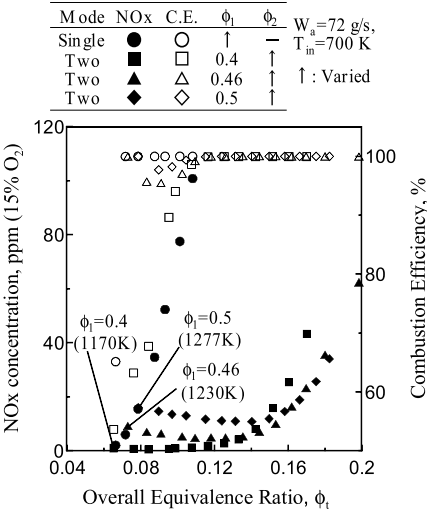 Mode NOx C.E. ϕ1 ϕ2
Single ● ○ ↑ –
Two ■ □ 0.4 ↑
Two ▲ △ 0.46 ↑
Two ◆ ◇ 0.5 ↑
Wa=72 g/s,
Tin=700 K
↑ : Varied
NOx concentration, ppm (15% O2)
120
80
40
0
100
80
60
Combustion Efficiency, %
ϕ1=0.4
(1170K)
ϕ1=0.5
(1277K)
ϕ1=0.46
(1230K)
0.04 0.08 0.12 0.16 0.2
Overall Equivalence Ratio, ϕt